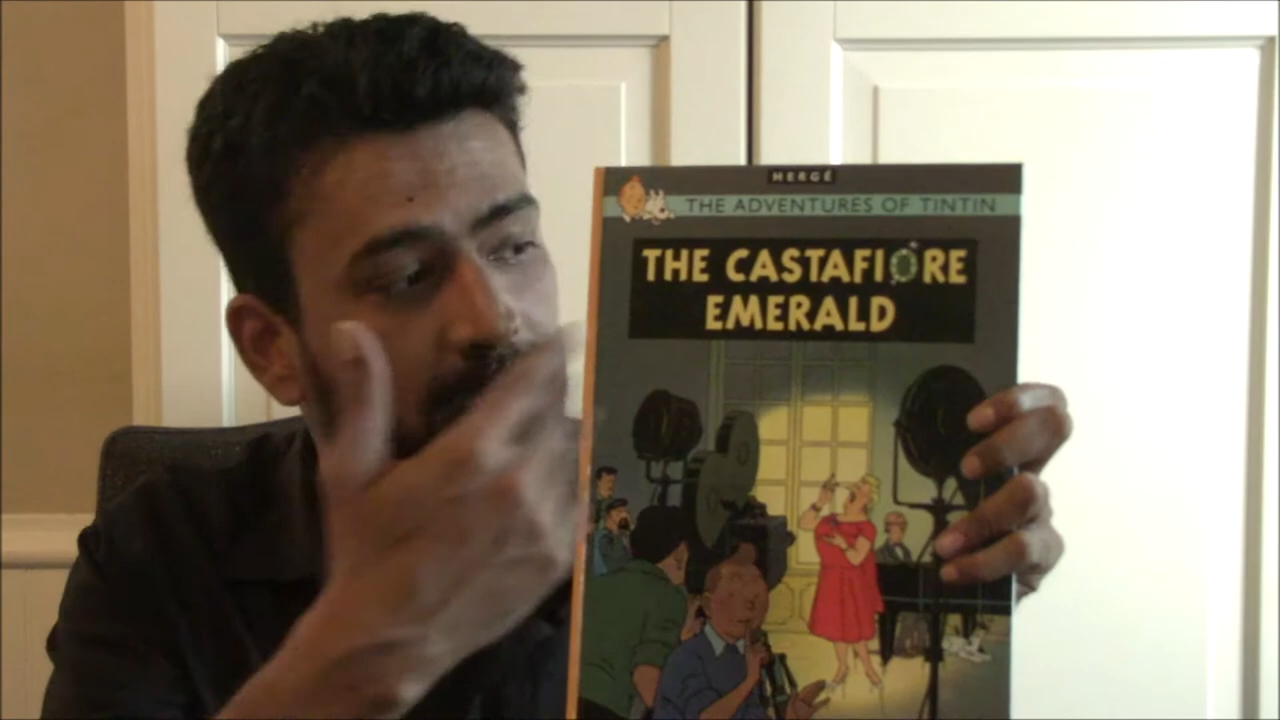 HERGÉ
THE ADVENTURES OF TINTIN
THE CASTAFIORE
EMERALD